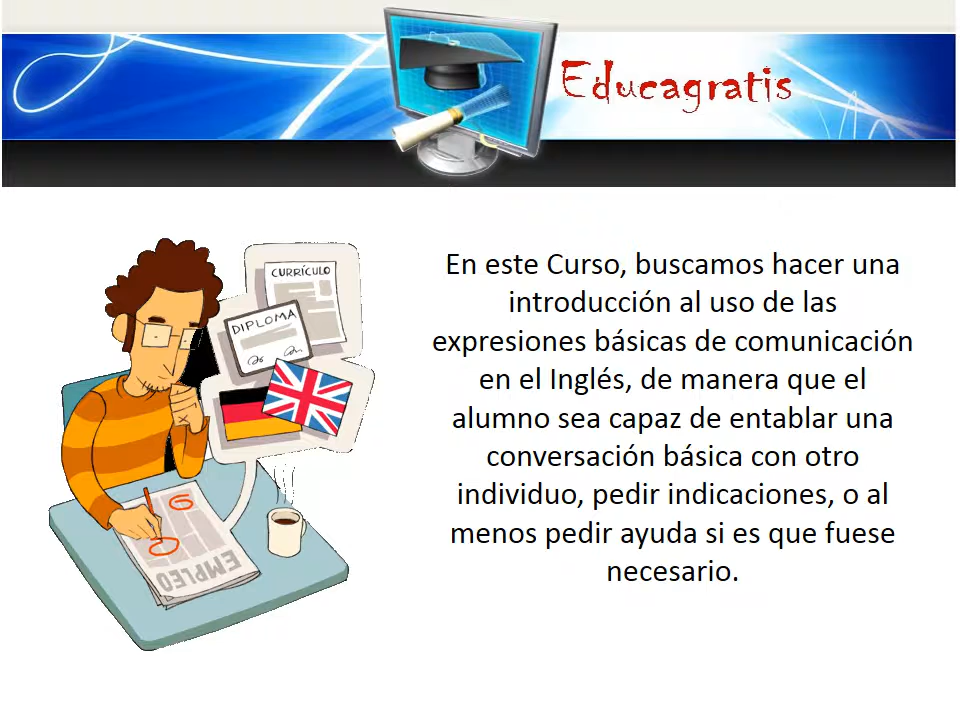 Educagratis
CURRÍCULO
DIPLOMA
EMPLEO
En este Curso, buscamos hacer una
introducción al uso de las
expresiones básicas de comunicación
en el Inglés, de manera que el
alumno sea capaz de entablar una
conversación básica con otro
individuo, pedir indicaciones, o al
menos pedir ayuda si es que fuese
necesario.